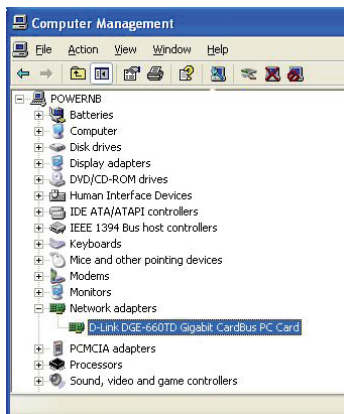 Computer Management
File Action View Window Help
POWERNB
Batteries
Computer
Disk drives
Display adapters
DVD/CD-ROM drives
Human Interface Devices
IDE ATA/ATAPI controllers
IEEE 1394 Bus host controllers
Keyboards
Mice and other pointing devices
Modems
Monitors
Network adapters
D-Link DGE-660TD Gigabit CardBus PC Card
PCMCIA adapters
Processors
Sound, video and game controllers